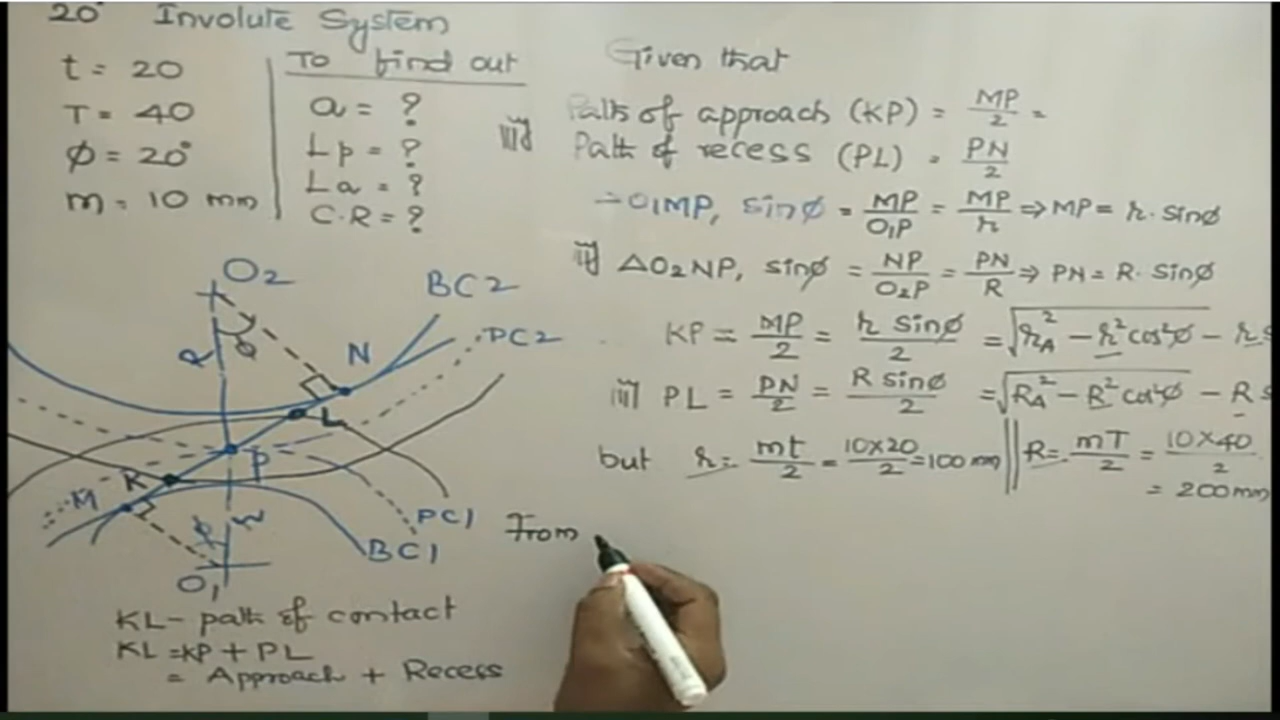 20° Involute System
t = 20
T = 40
φ = 20°
m = 10 mm
To find out
a = ?
Lp = ?
La = ?
C.R = ?
Given that
Path of approach (KP) = MP/2 =
iii) Path of recess (PL) = PN/2
O1MP, sinφ = MP/O1P = MP/r ⇒ MP = r. sinφ
ii) ΔO2NP, sinφ = NP/O2P = PN/R ⇒ PN = R. sinφ
KP = MP/2 = r sinφ/2 = √rA² - r²cos²φ - r s
iii) PL = PN/2 = R sinφ/2 = √RA² - R²cos²φ - R s
but r = mt/2 = 10×20/2 = 100 mm || R = mT/2 = 10×40/2
= 200 mm
From
O2
BC2
PC2
R
φ
N
L
P
K
M
φ
r
PC1
BC1
O1
KL - path of contact
KL = KP + PL
= Approach + Recess